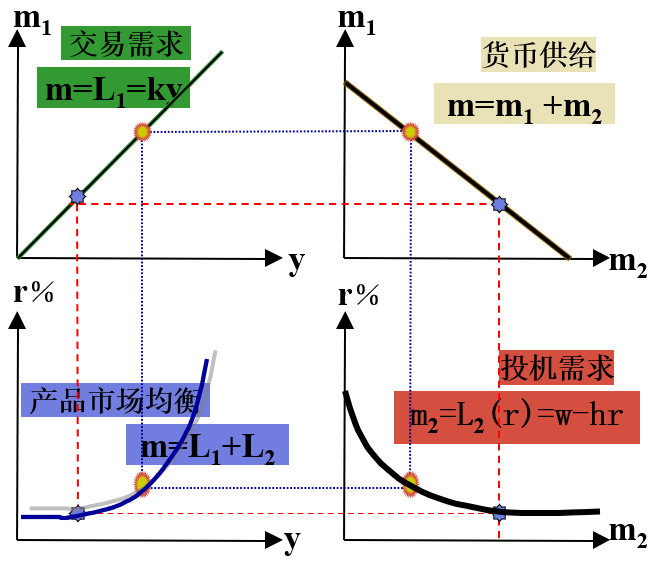 m₁
交易需求
m=L₁=ky
y
m₁
货币供给
m=m₁ +m₂
m₂
r%
产品市场均衡
m=L₁+L₂
y
r%
投机需求
m₂=L₂(r)=w-hr
m₂